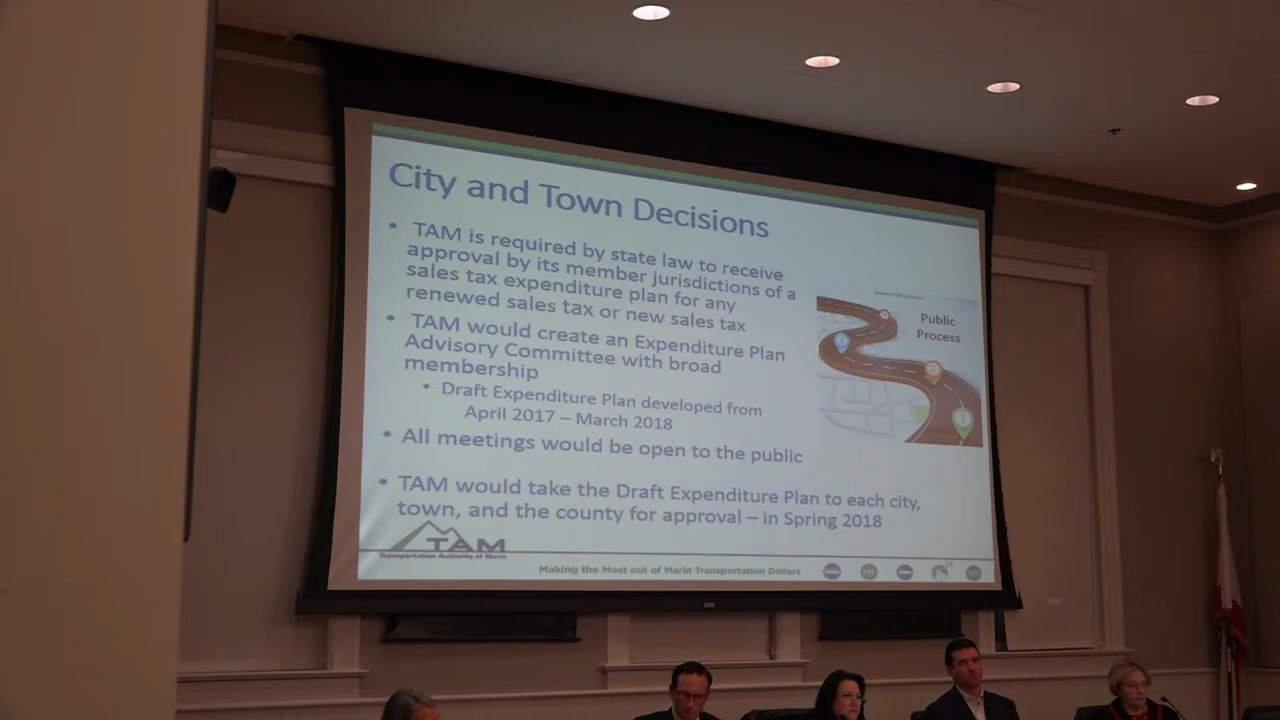 City and Town Decisions
• TAM is required by state law to receive
approval by its member jurisdictions of a
sales tax expenditure plan for any
renewed sales tax or new sales tax
• TAM would create an Expenditure Plan
Advisory Committee with broad
membership
• Draft Expenditure Plan developed from
April 2017 – March 2018
• All meetings would be open to the public
• TAM would take the Draft Expenditure Plan to each city,
town, and the county for approval – in Spring 2018
Public
Process
3
2
1
TAM
Transportation Authority of Marin
Making the Most out of Marin Transportation Dollars